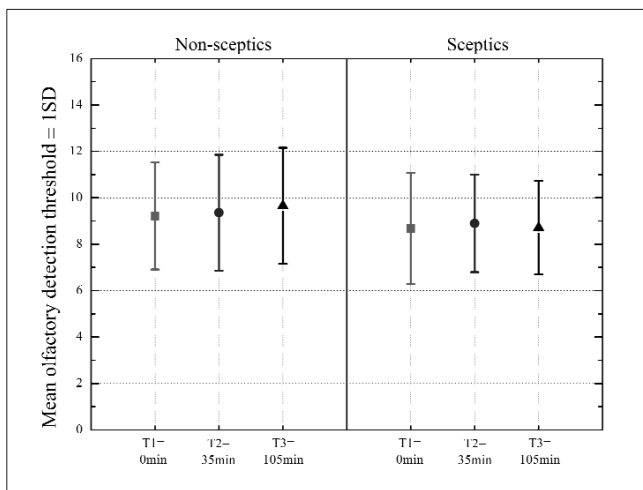 Non-sceptics Sceptics
Mean olfactory detection threshold = 1SD
16
14
12
10
8
6
4
2
0
T1– T2– T3– T1– T2– T3–
0min 35min 105min 0min 35min 105min